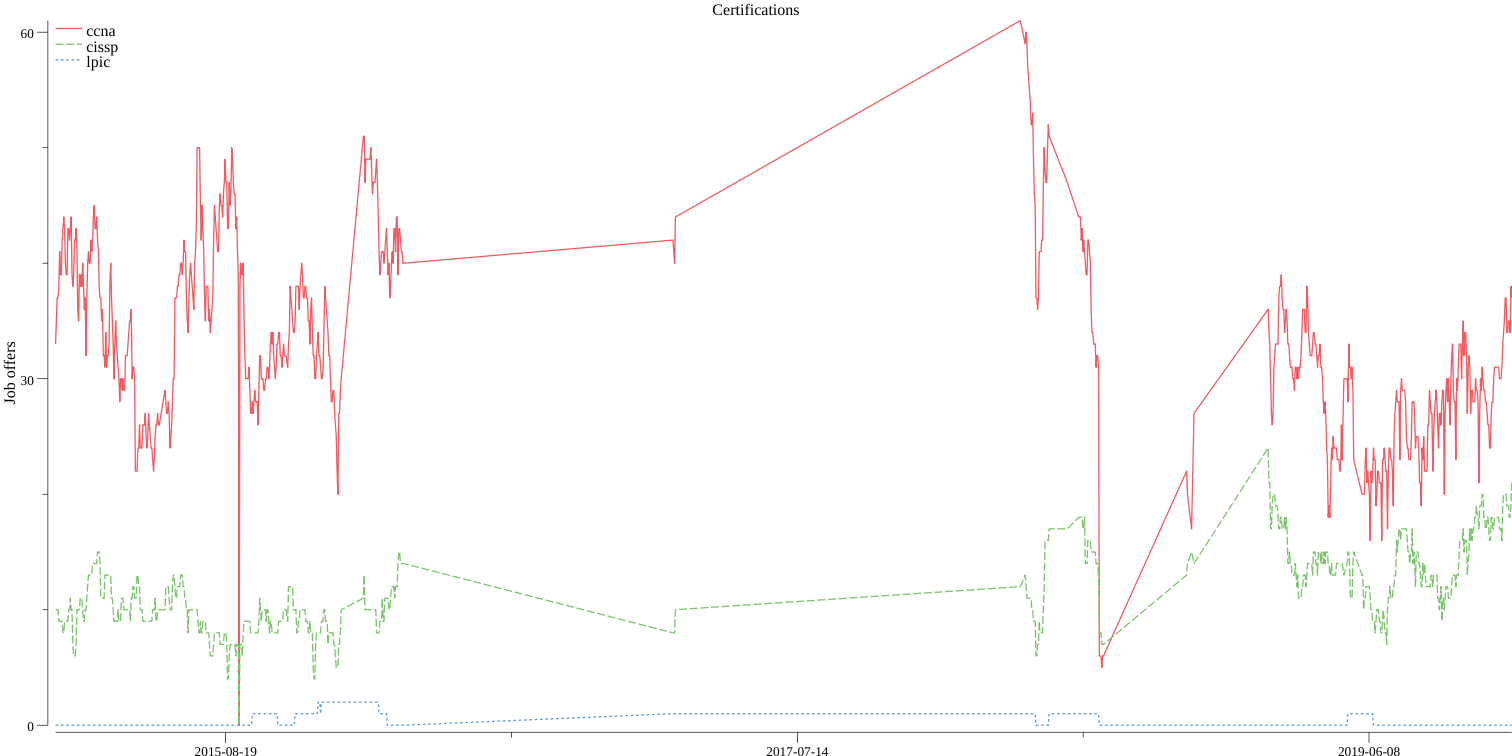 Certifications
60
ccna
cissp
lpic
Job offers
30
0
2015-08-19
2017-07-14
2019-06-08